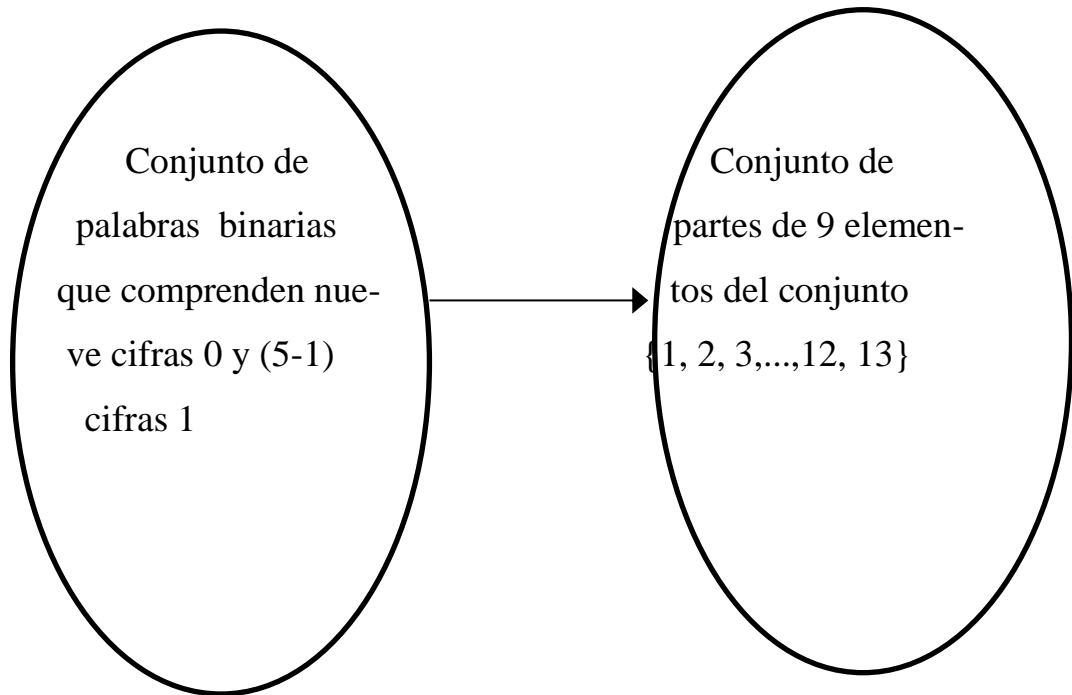 Conjunto de
palabras binarias
que comprenden nue-
ve cifras 0 y (5-1)
cifras 1
Conjunto de
partes de 9 elemen-
tos del conjunto
{1, 2, 3,...,12, 13}